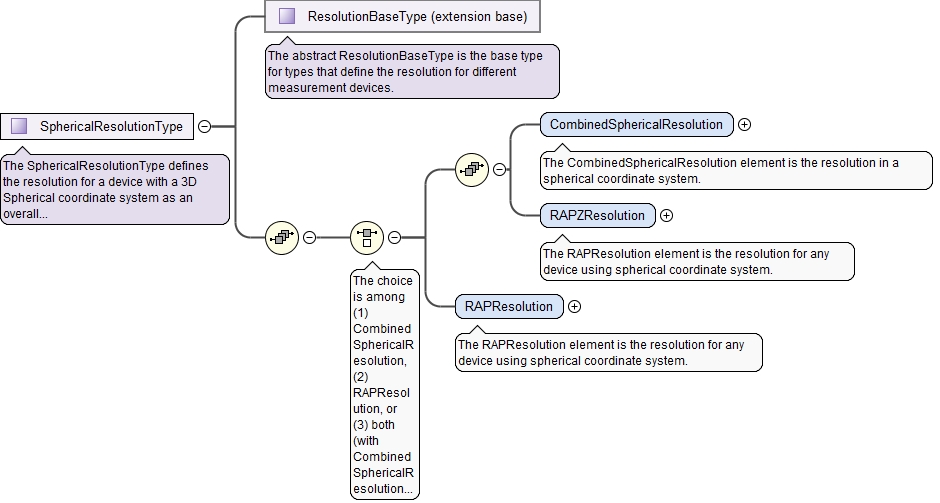 ResolutionBaseType (extension base)
The abstract ResolutionBaseType is the base type
for types that define the resolution for different
measurement devices.
SphericalResolutionType
The SphericalResolutionType defines
the resolution for a device with a 3D
Spherical coordinate system as an
overall...
CombinedSphericalResolution
The CombinedSphericalResolution element is the resolution in a
spherical coordinate system.
RAPZResolution
The RAPResolution element is the resolution for any
device using spherical coordinate system.
The choice
is among
(1)
Combined
SphericalR
esolution,
(2)
RAPResol
ution, or
(3) both
(with
Combined
SphericalR
esolution...
RAPResolution
The RAPResolution element is the resolution for any
device using spherical coordinate system.